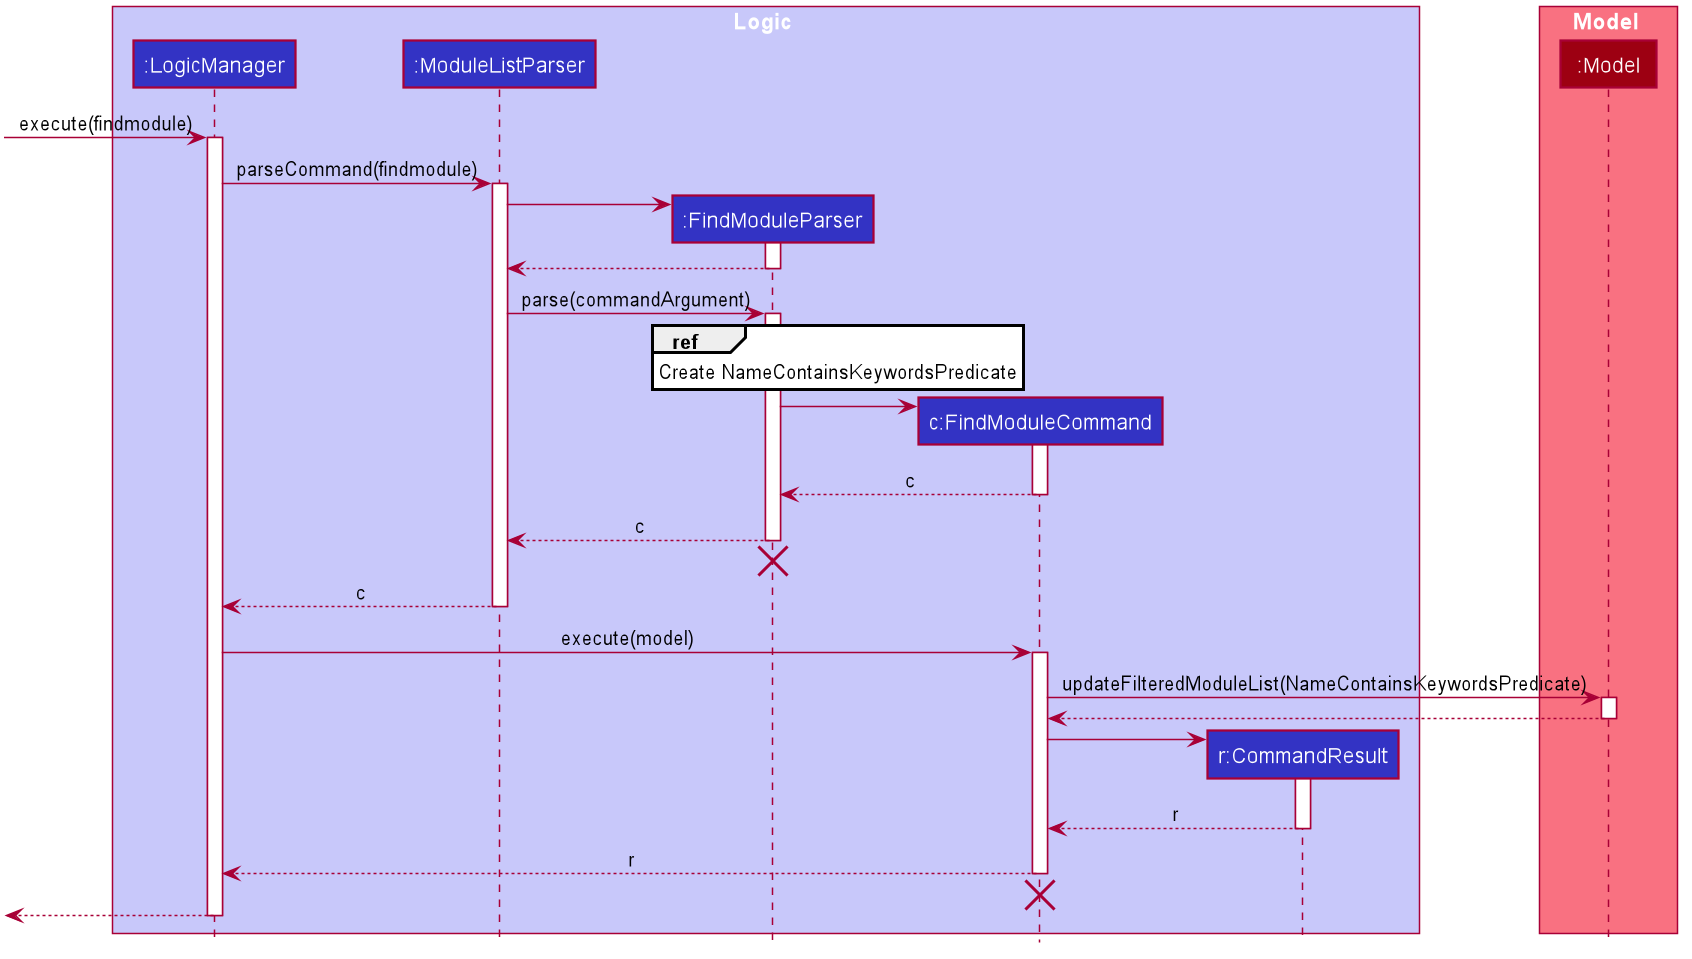 Logic
Model
:LogicManager
:ModuleListParser
:Model
execute(findmodule)
parseCommand(findmodule)
:FindModuleParser
parse(commandArgument)
ref
Create NameContainsKeywordsPredicate
c:FindModuleCommand
c
c
c
execute(model)
updateFilteredModuleList(NameContainsKeywordsPredicate)
r:CommandResult
r
r